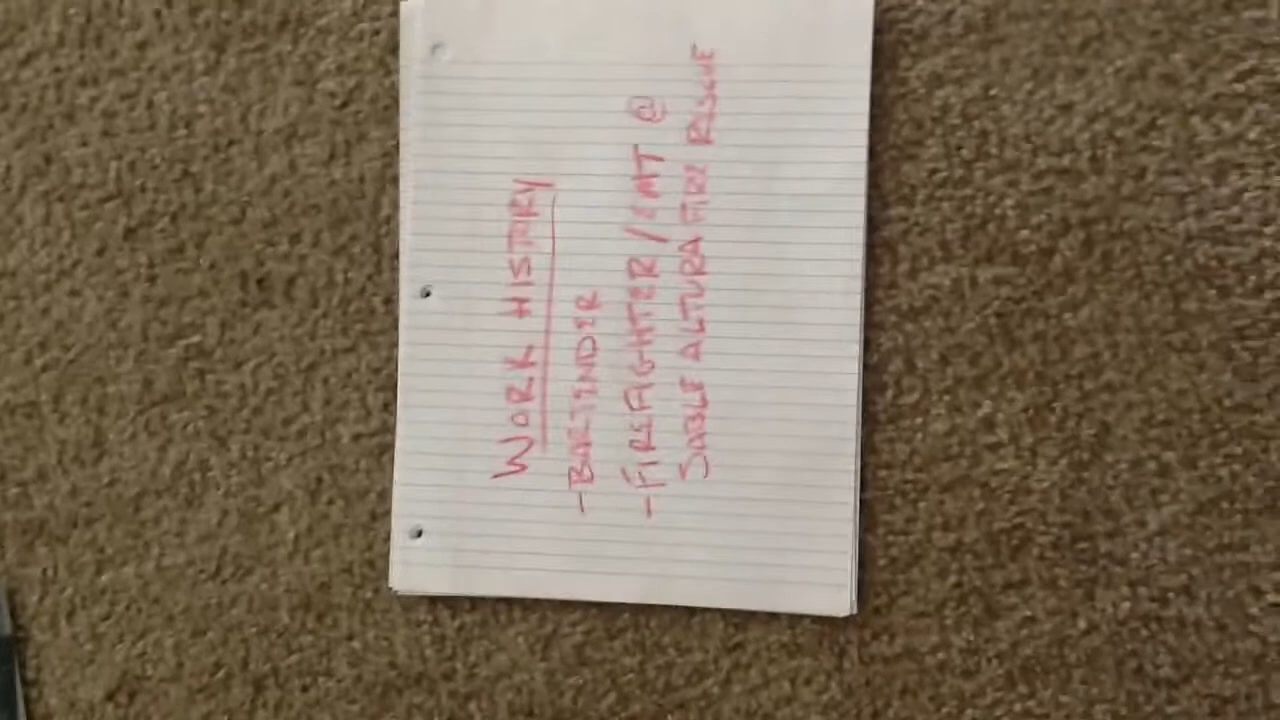 WORK HISTORY
-BARTENDER
-FIREFIGHTER/EMT @
SABLE ALTURA FIRE RESCUE